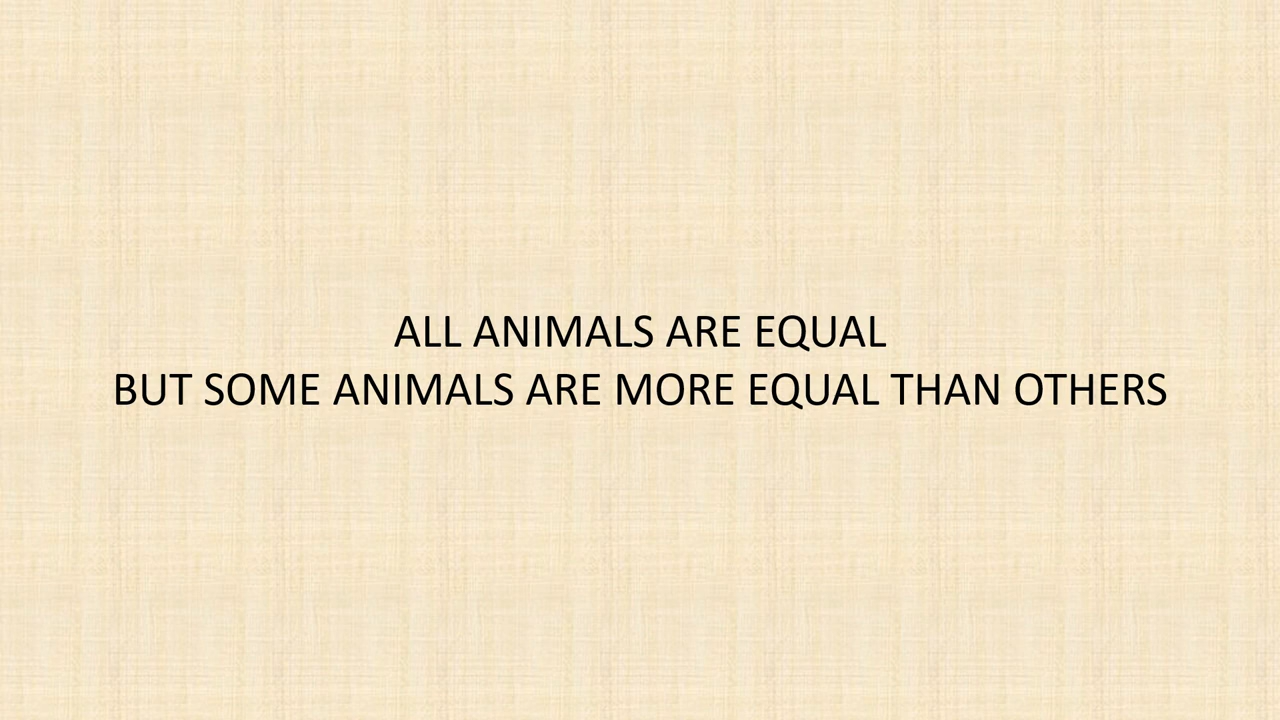 ALL ANIMALS ARE EQUAL
BUT SOME ANIMALS ARE MORE EQUAL THAN OTHERS